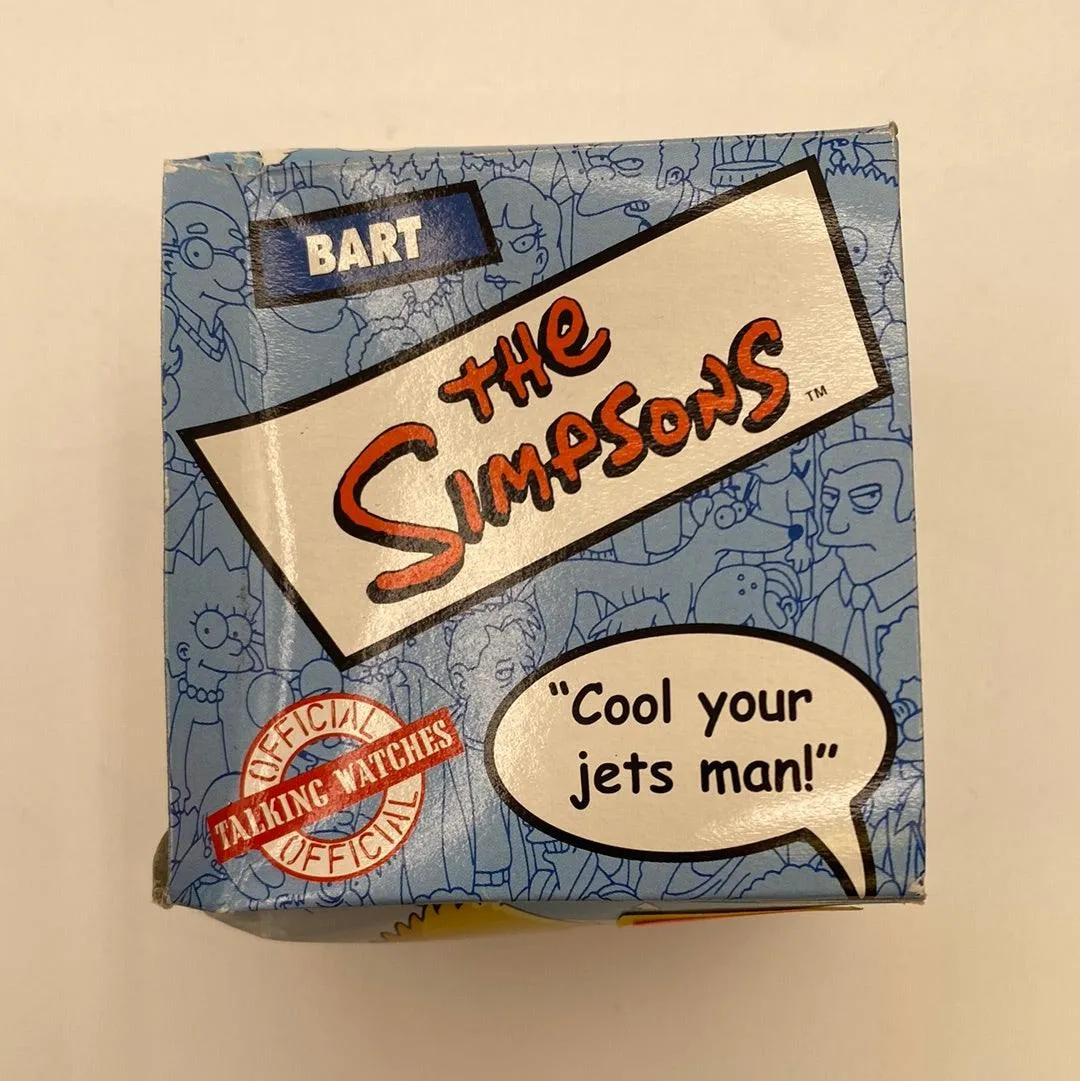 BART
THE
SIMPSONS
TM
OFFICIAL
TALKING WATCHES
OFFICIAL
“Cool your
jets man!”